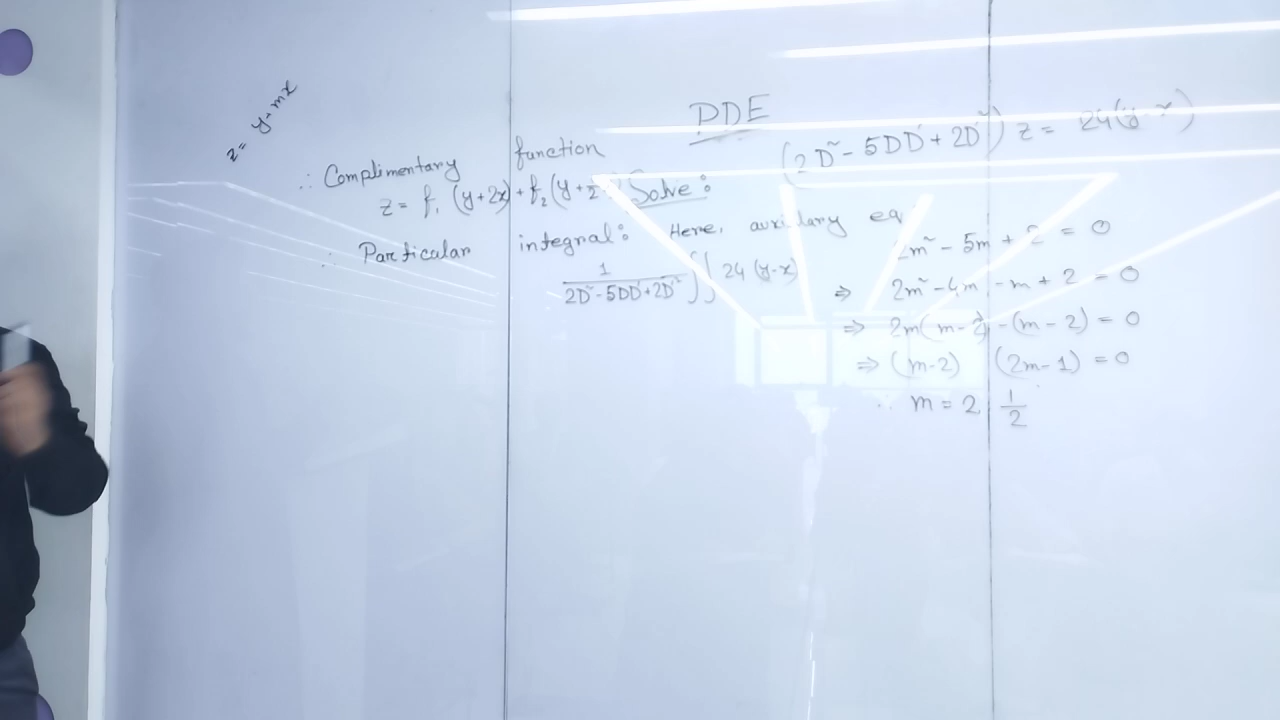 PDE
(2D² - 5DD' + 2D'²) z = 24(y-x)
Solve:
Here, auxiliary eq
2m² - 5m + 2 = 0
⇒ 2m² - 4m - m + 2 = 0
⇒ 2m(m-2) - (m-2) = 0
⇒ (m-2) (2m-1) = 0
∴ m = 2, 1/2
z = y-mx
∴ Complimentary function
z = f₁ (y+2x) + f₂ (y+
∴ Particular integral:
1/(2D²-5DD'+2D'²) ∫∫ 24 (y-x)